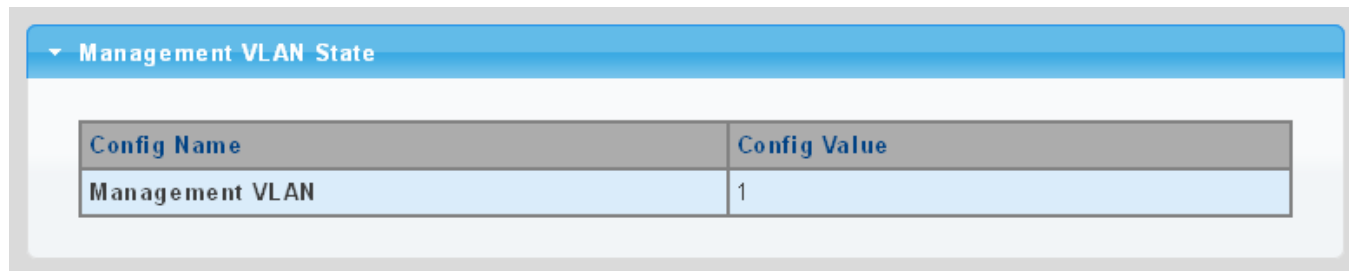 Management VLAN State
Config Name Config Value
Management VLAN 1